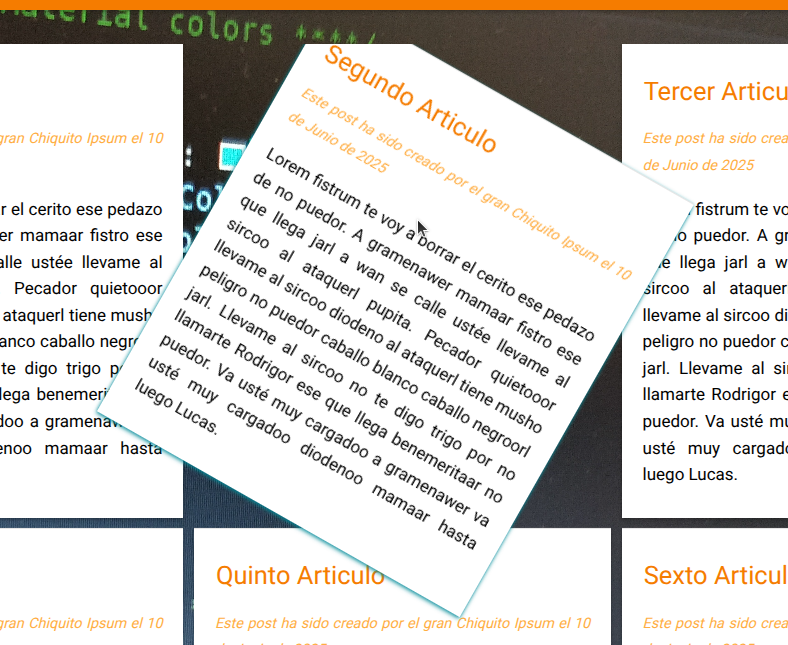 material colors ****/
Segundo Articulo
Este post ha sido creado por el gran Chiquito Ipsum el 10
de Junio de 2025
Lorem fistrum te voy a borrar el cerito ese pedazo
de no puedor. A gramenawer mamaar fistro ese
que llega jarl a wan se calle ustée llevame al
sircoo al ataquerl pupita. Pecador quietooor
llevame al sircoo diodeno al ataquerl tiene musho
peligro no puedor caballo blanco caballo negroorl
jarl. Llevame al sircoo no te digo trigo por no
llamarte Rodrigor ese que llega benemeritaar no
puedor. Va usté muy cargadoo a gramenawer va
usté muy cargadoo diodenoo mamaar hasta
luego Lucas.
gran Chiquito Ipsum el 10
r el cerito ese pedazo
er mamaar fistro ese
alle ustée llevame al
Pecador quietooor
ataquerl tiene musho
anco caballo negro
te digo trigo p
lega benemeri
doo a gramenaw
enoo mamaar hasta
Tercer Articu
Este post ha sido crea
de Junio de 2025
fistrum te vo
no puedor. A gr
que llega jarl a w
sircoo al ataquer
llevame al sircoo di
peligro no puedor c
jarl. Llevame al si
llamarte Rodrigor e
puedor. Va usté mu
usté muy cargado
luego Lucas.
gran Chiquito Ipsum el 10
Quinto Articulo
Este post ha sido creado por el gran Chiquito Ipsum el 10
Sexto Articul
Este post ha sido crea